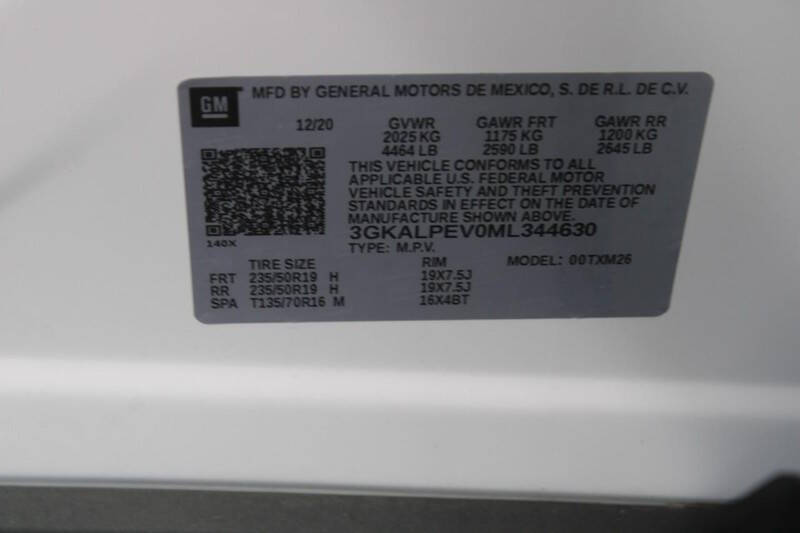 GM MFD BY GENERAL MOTORS DE MEXICO, S. DE R.L. DE C.V.
12/20 GVWR GAWR FRT GAWR RR
2025 KG 1175 KG 1200 KG
4464 LB 2590 LB 2645 LB
THIS VEHICLE CONFORMS TO ALL
APPLICABLE U.S. FEDERAL MOTOR
VEHICLE SAFETY AND THEFT PREVENTION
STANDARDS IN EFFECT ON THE DATE OF
MANUFACTURE SHOWN ABOVE.
3GKALPEV0ML344630
140X
TYPE: M.P.V.
TIRE SIZE RIM MODEL: 00TXM26
FRT 235/50R19 H 19X7.5J
RR 235/50R19 H 19X7.5J
SPA T135/70R16 M 16X4BT